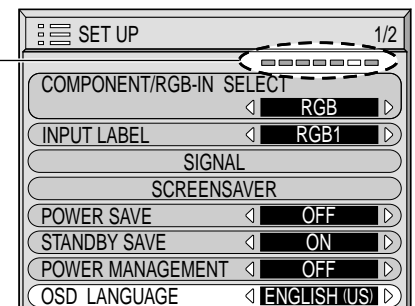 SET UP 1/2
COMPONENT/RGB-IN SELECT
RGB
INPUT LABEL RGB1
SIGNAL
SCREENSAVER
POWER SAVE OFF
STANDBY SAVE ON
POWER MANAGEMENT OFF
OSD LANGUAGE ENGLISH (US)